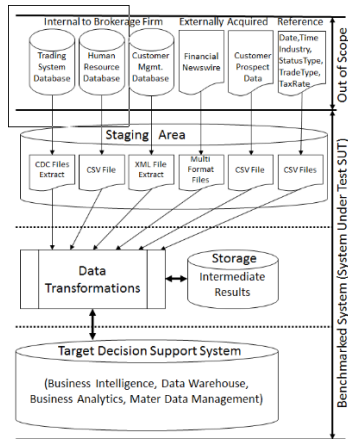 Internal to Brokerage Firm
Externally Acquired
Reference
Trading
System
Database
Human
Resource
Database
Customer
Mgmt.
Database
Financial
Newswire
Customer
Prospect
Data
Date,Time
Industry,
StatusType,
TradeType,
TaxRate
Out of Scope
Staging Area
CDC Files
Extract
CSV File
XML File
Extract
Multi
Format
Files
CSV File
CSV Files
Data
Transformations
Storage
Intermediate
Results
Target Decision Support System
(Business Intelligence, Data Warehouse,
Business Analytics, Mater Data Management)
Benchmarked System (System Under Test SUT)